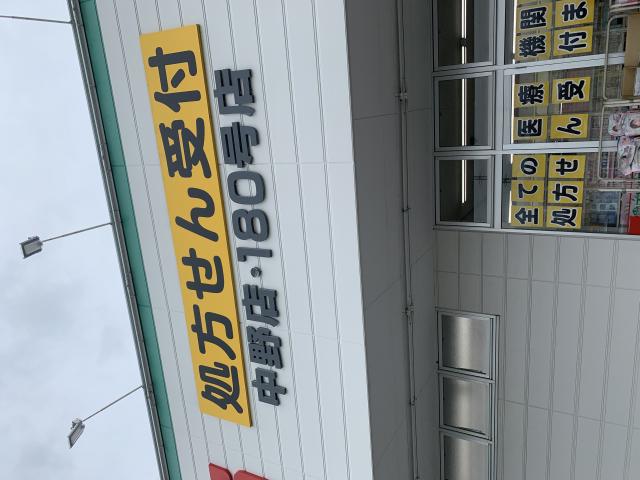 処方せん受付
中野店・180号店
全ての医療機関
処方せん受付ま